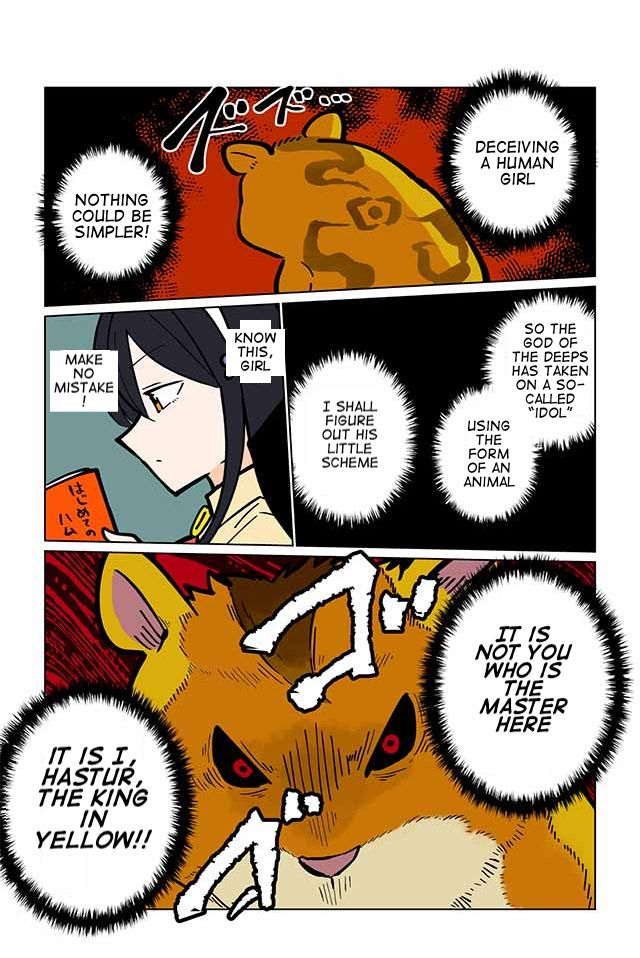 ズズ...
DECEIVING
A HUMAN
GIRL
NOTHING
COULD BE
SIMPLER!
SO THE
GOD OF
THE DEEPS
HAS TAKEN
ON A SO-
CALLED
"IDOL"
USING
THE
FORM
OF AN
ANIMAL
I SHALL
FIGURE
OUT HIS
LITTLE
SCHEME
KNOW
THIS,
GIRL
MAKE
NO
MISTAKE
!
はじめての
ハム
IT IS
NOT YOU
WHO IS
THE
MASTER
HERE
IT IS I,
HASTUR,
THE KING
IN
YELLOW!!